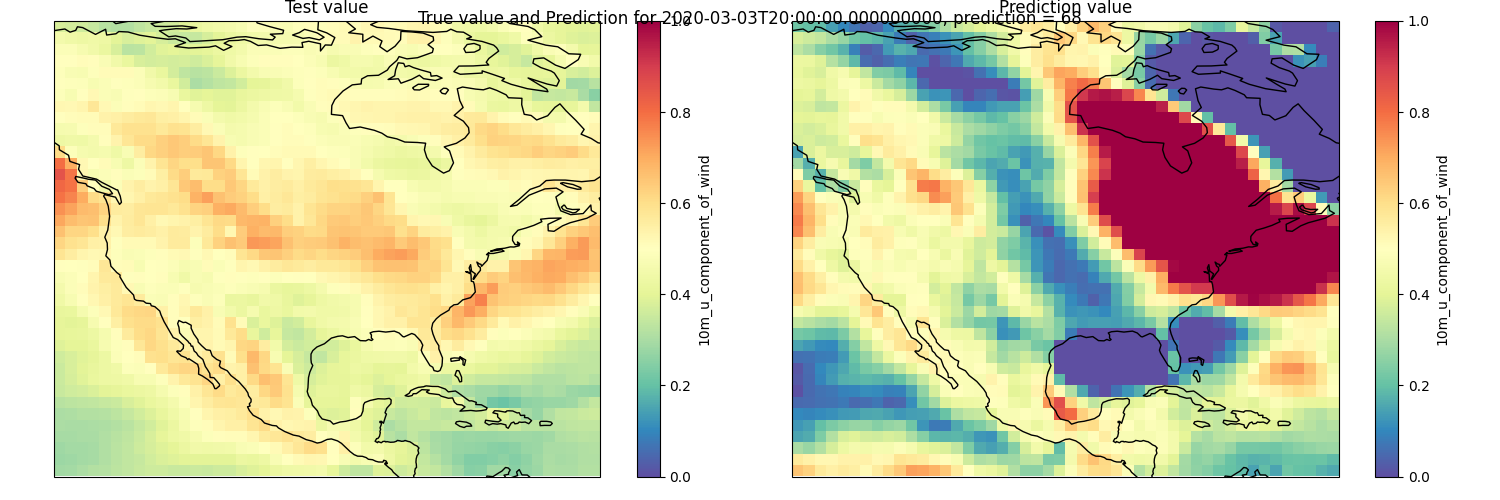 Test value
True value and Prediction for 2020-03-03T20:00:00.000000000, prediction = 68
Prediction value
1.0
0.8
0.6
0.4
0.2
0.0
10m_u_component_of_wind
1.0
0.8
0.6
0.4
0.2
0.0
10m_u_component_of_wind